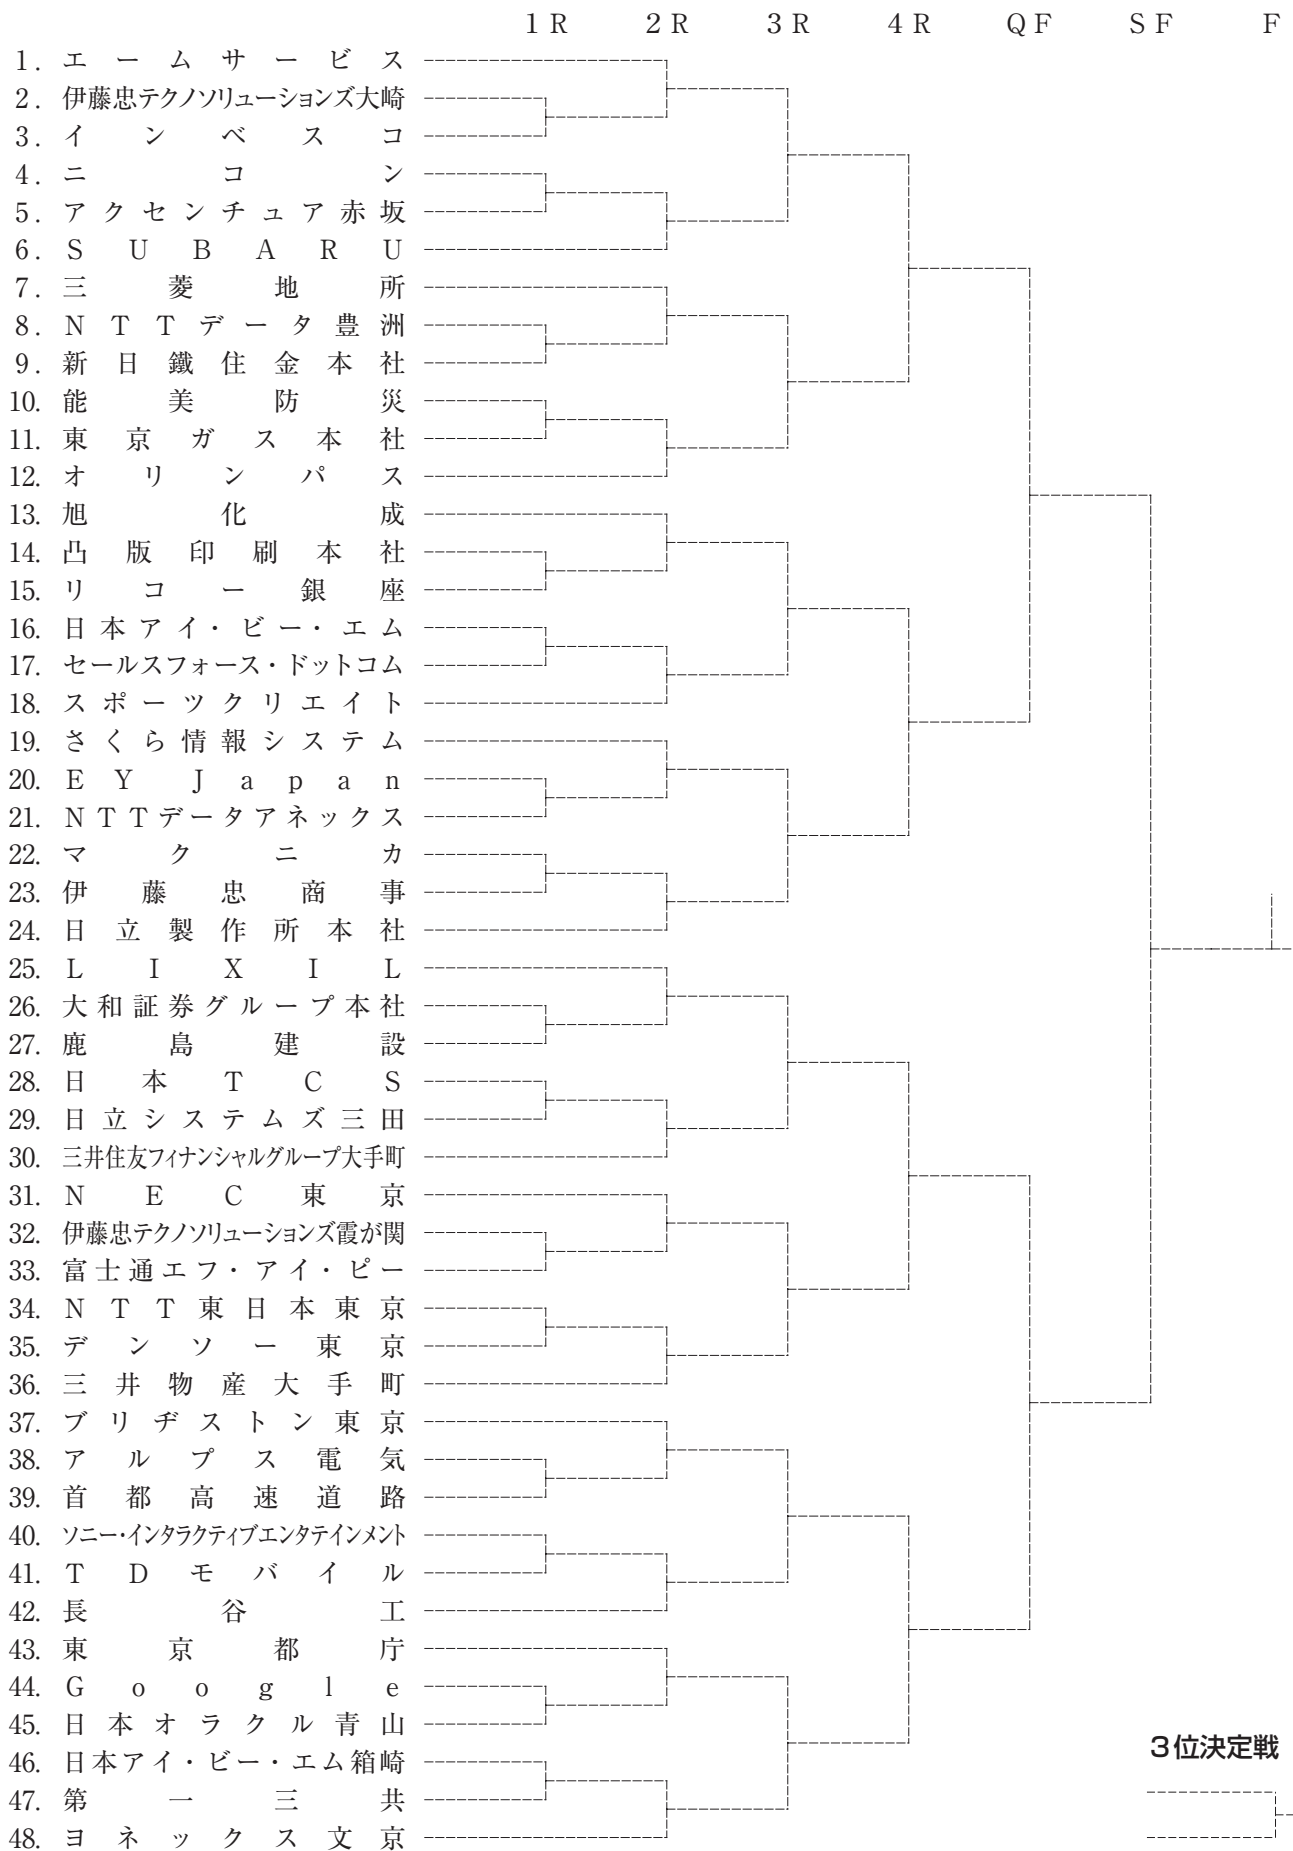 1R 2R 3R 4R QF SF F
1. エームサービス
2. 伊藤忠テクノソリューションズ大崎
3. インベスコ
4. ニコン
5. アクセンチュア赤坂
6. SUBARU
7. 三菱地所
8. NTTデータ豊洲
9. 新日鐵住金本社
10. 能美防災
11. 東京ガス本社
12. オリンパス
13. 旭化成
14. 凸版印刷本社
15. リコー銀座
16. 日本アイ・ビー・エム
17. セールスフォース・ドットコム
18. スポーツクリエイト
19. さくら情報システム
20. EY Japan
21. NTTデータアネックス
22. マクニカ
23. 伊藤忠商事
24. 日立製作所本社
25. LIXIL
26. 大和証券グループ本社
27. 鹿島建設
28. 日本TCS
29. 日立システムズ三田
30. 三井住友フィナンシャルグループ大手町
31. NEC東京
32. 伊藤忠テクノソリューションズ霞が関
33. 富士通エフ・アイ・ピー
34. NTT東日本東京
35. デンソー東京
36. 三井物産大手町
37. ブリヂストン東京
38. アルプス電気
39. 首都高速道路
40. ソニー・インタラクティブエンタテインメント
41. TDモバイル
42. 長谷工
43. 東京都庁
44. Google
45. 日本オラクル青山
46. 日本アイ・ビー・エム箱崎
47. 第一三共
48. ヨネックス文京
3位決定戦